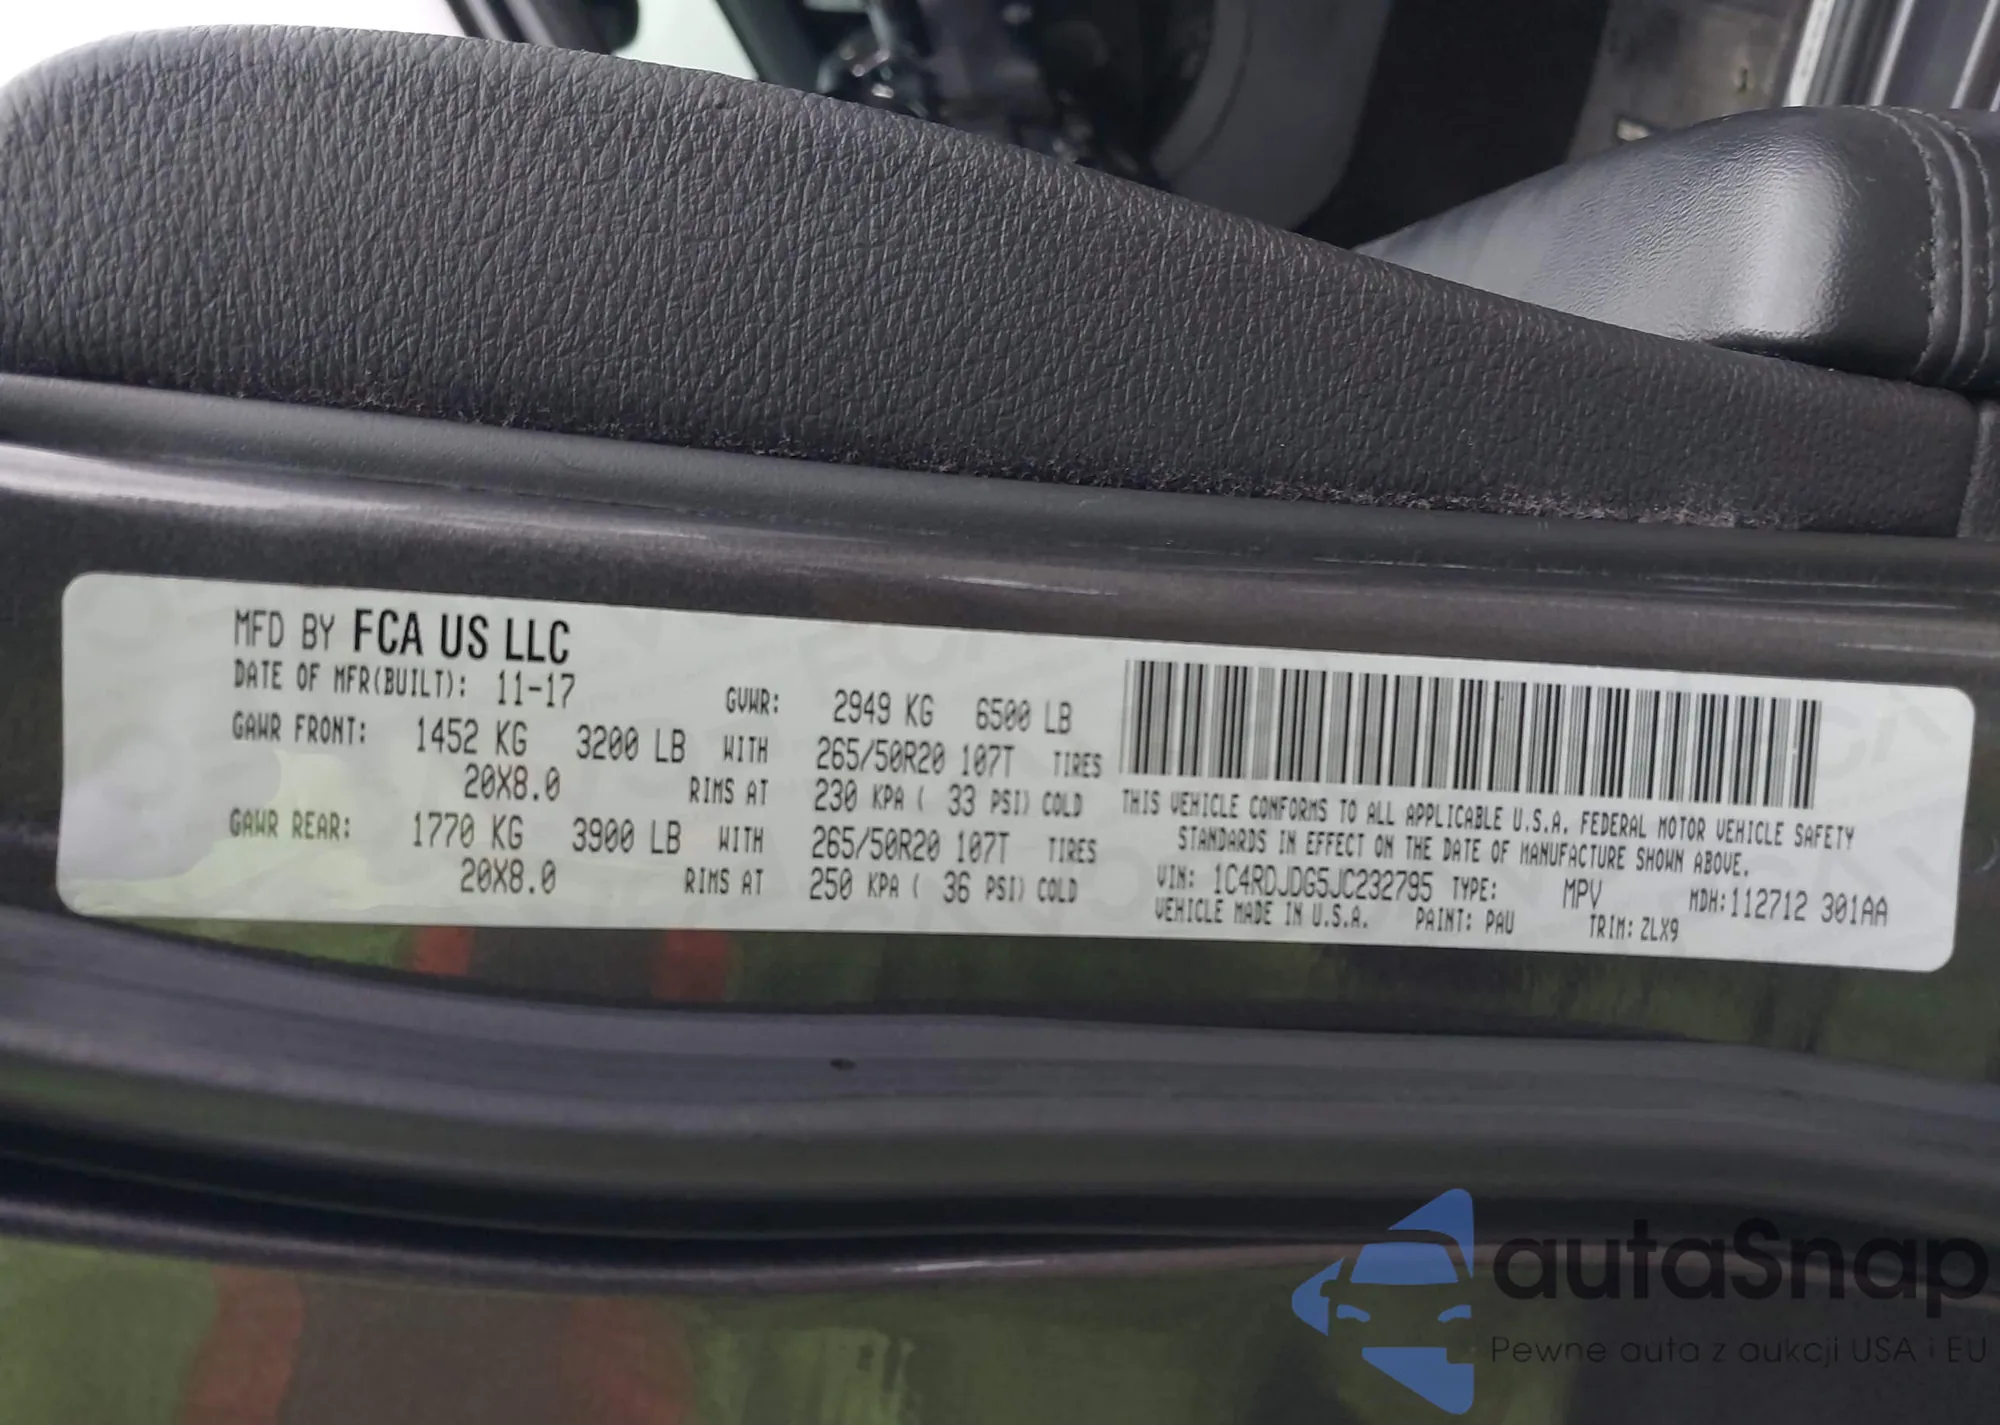 MFD BY FCA US LLC
DATE OF MFR(BUILT): 11-17 GVWR: 2949 KG 6500 LB
GAWR FRONT: 1452 KG 3200 LB WITH 265/50R20 107T TIRES
20X8.0 RIMS AT 230 KPA ( 33 PSI) COLD
GAWR REAR: 1770 KG 3900 LB WITH 265/50R20 107T TIRES
20X8.0 RIMS AT 250 KPA ( 36 PSI) COLD
THIS VEHICLE CONFORMS TO ALL APPLICABLE U.S.A. FEDERAL MOTOR VEHICLE SAFETY
STANDARDS IN EFFECT ON THE DATE OF MANUFACTURE SHOWN ABOVE.
VIN: 1C4RDJDG5JC232795 TYPE: MPV MDH:112712 301AA
VEHICLE MADE IN U.S.A. PAINT: PAU TRIM: ZLX9
autaSnap
Pewne auta z aukcji USA i EU